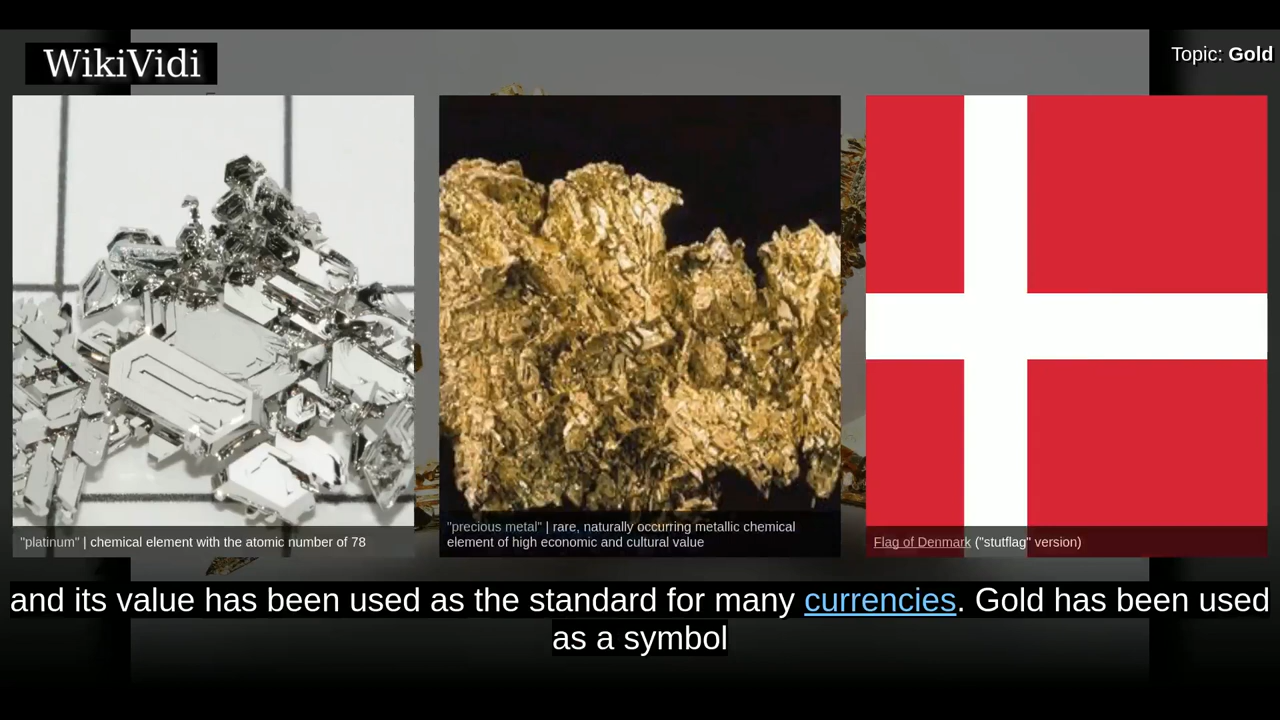 WikiVidi
Topic: Gold
"platinum" | chemical element with the atomic number of 78
"precious metal" | rare, naturally occurring metallic chemical
element of high economic and cultural value
Flag of Denmark ("stutflag" version)
and its value has been used as the standard for many currencies. Gold has been used
as a symbol